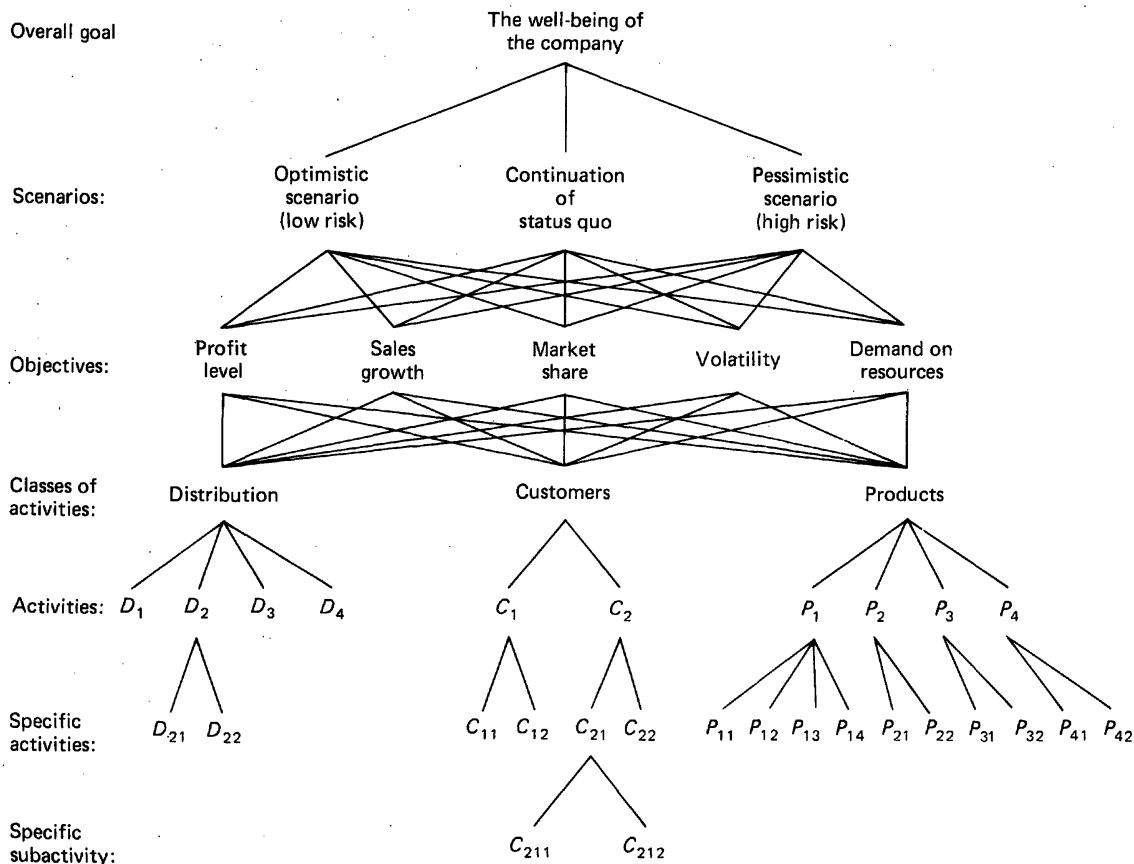 Overall goal
The well-being of
the company
Scenarios:
Optimistic
scenario
(low risk)
Continuation
of
status quo
Pessimistic
scenario
(high risk)
Objectives:
Profit
level
Sales
growth
Market
share
Volatility
Demand on
resources
Classes of
activities:
Distribution
Customers
Products
Activities: D1 D2 D3 D4 C1 C2 P1 P2 P3 P4
Specific
activities:
D21 D22 C11 C12 C21 C22 P11 P12 P13 P14 P21 P22 P31 P32 P41 P42
Specific
subactivity:
C211 C212